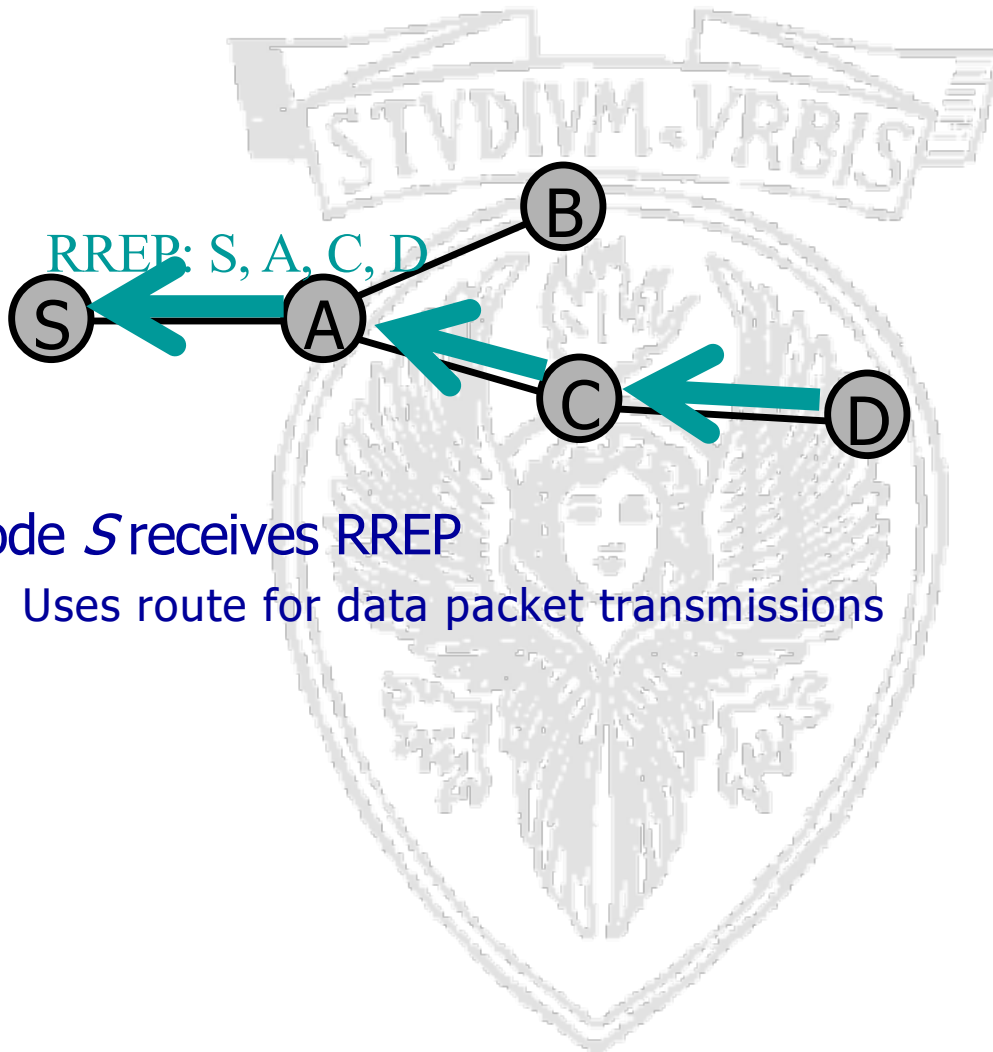 STVDIVM·VRBIS
B
RREP: S, A, C, D
S
A
C
D
ode S receives RREP
Uses route for data packet transmissions